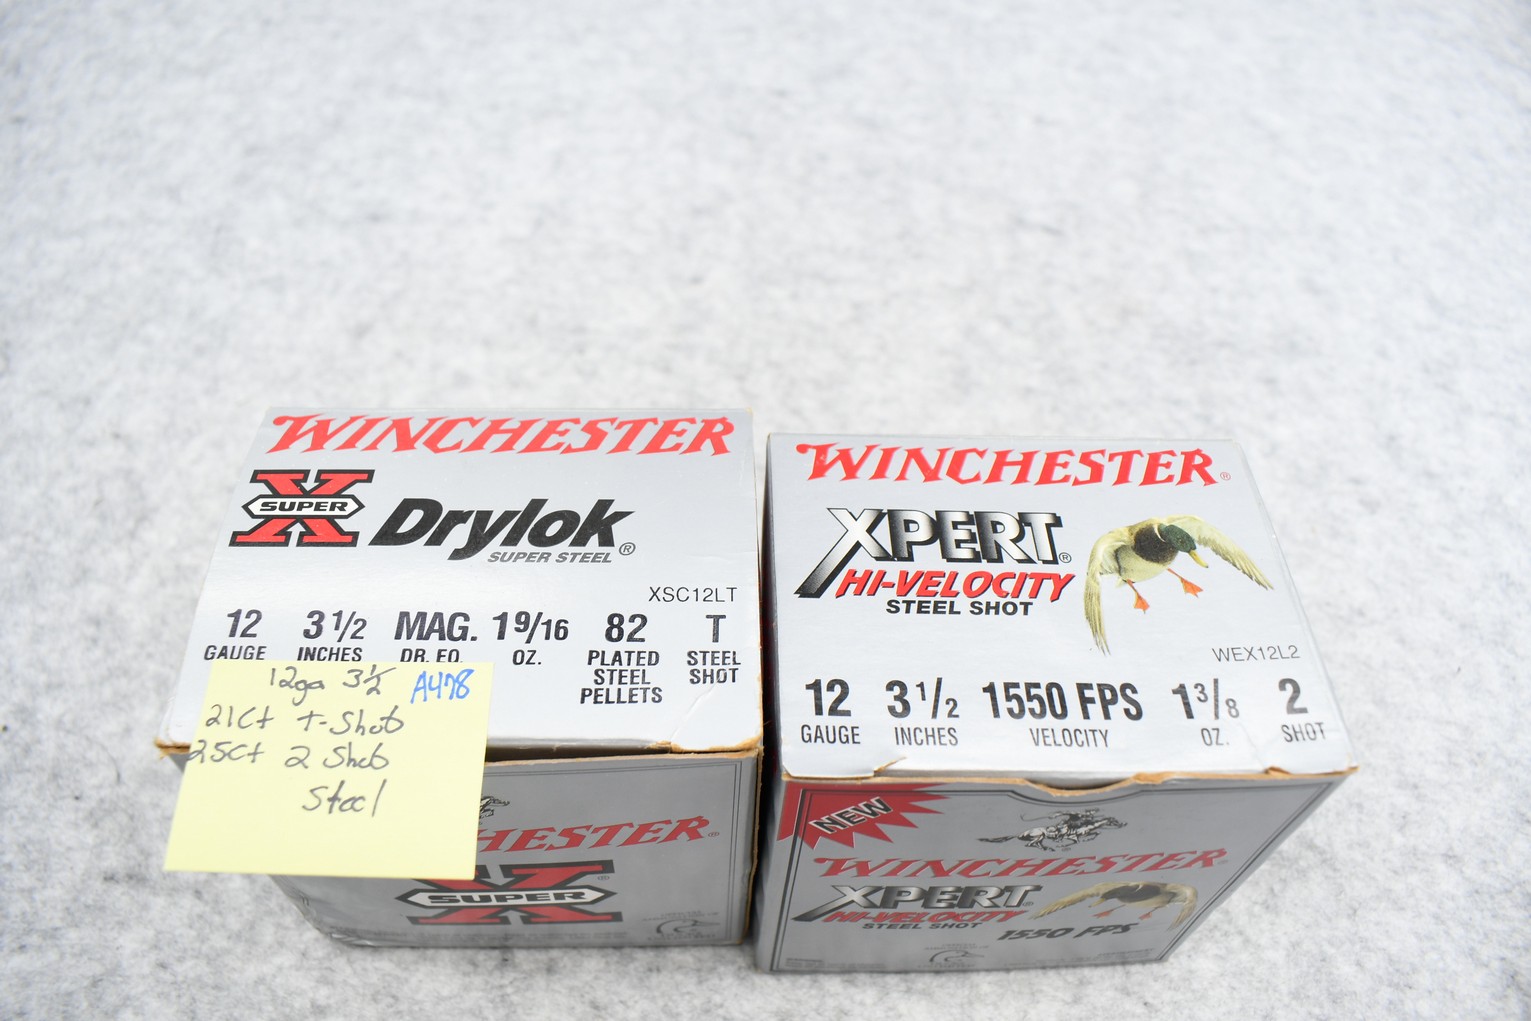 WINCHESTER
X SUPER Drylok
SUPER STEEL®
XSC12LT
12 3 1/2 MAG. 1 9/16 82 T
GAUGE INCHES DR. EQ. OZ. PLATED STEEL
STEEL SHOT
PELLETS
12ga 3 1/2 A478
21Ct T-Shot
25Ct 2 Shot
Steel
HESTER®
X SUPER ®
WINCHESTER®
XPERT®
HI-VELOCITY
STEEL SHOT
WEX12L2
12 3 1/2 1550 FPS 1 3/8 2
GAUGE INCHES VELOCITY OZ. SHOT
NEW
WINCHESTER®
XPERT®
HI-VELOCITY
STEEL SHOT 1550 FPS